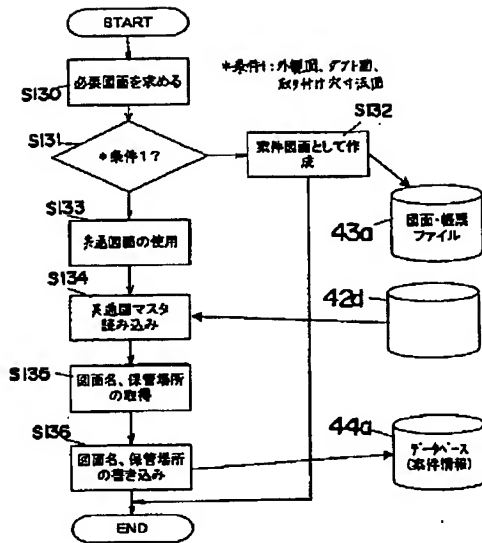 START
S130
必要図面を求める
*条件1:外観図、ダクト図、
取り付け穴寸法図
S131
*条件1?
S132
案件図面として作
成
43a
図面・帳票
ファイル
S133
共通図面の使用
S134
共通図マスタ
読み込み
42d
S135
図面名、保管場所
の取得
S136
図面名、保管場所
の書き込み
44a
データベース
(案件情報)
END